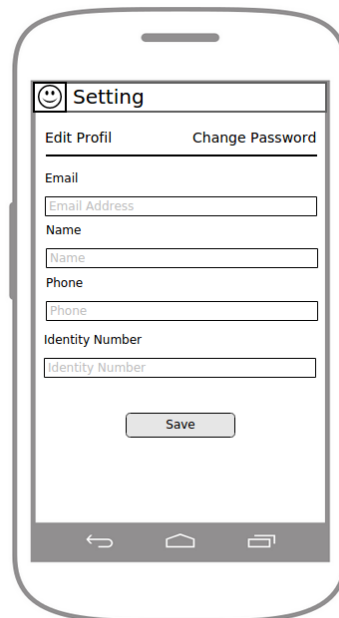 Setting
Edit Profil Change Password
Email
Email Address
Name
Name
Phone
Phone
Identity Number
Identity Number
Save